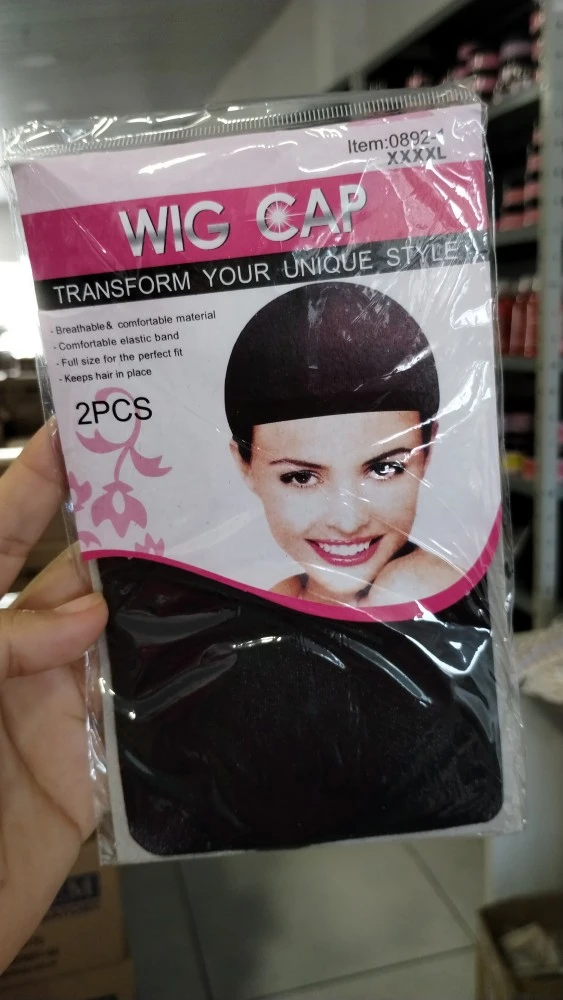 Item:0892-1
XXXXL
WIG CAP
TRANSFORM YOUR UNIQUE STYLE
- Breathable & comfortable material
- Comfortable elastic band
- Full size for the perfect fit
- Keeps hair in place
2PCS